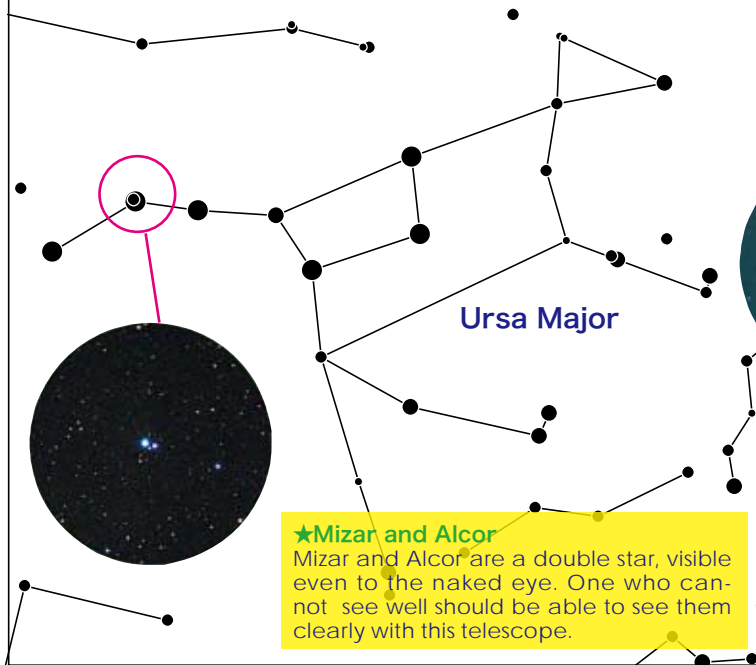 Ursa Major
★Mizar and Alcor
Mizar and Alcor are a double star, visible
even to the naked eye. One who can-
not see well should be able to see them
clearly with this telescope.